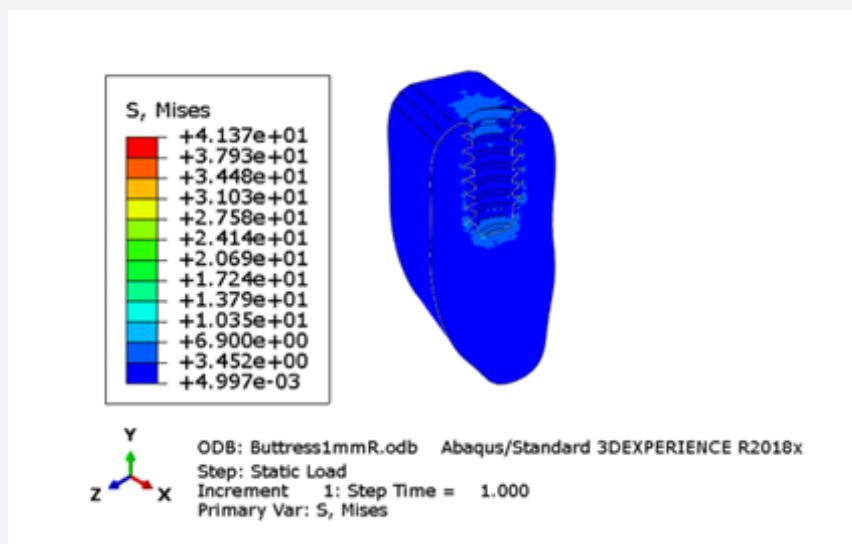 S, Mises
+4.137e+01
+3.793e+01
+3.448e+01
+3.103e+01
+2.758e+01
+2.414e+01
+2.069e+01
+1.724e+01
+1.379e+01
+1.035e+01
+6.900e+00
+3.452e+00
+4.997e-03
Y
Z
X
ODB: Buttress1mmR.odb Abaqus/Standard 3DEXPERIENCE R2018x
Step: Static Load
Increment 1: Step Time = 1.000
Primary Var: S, Mises